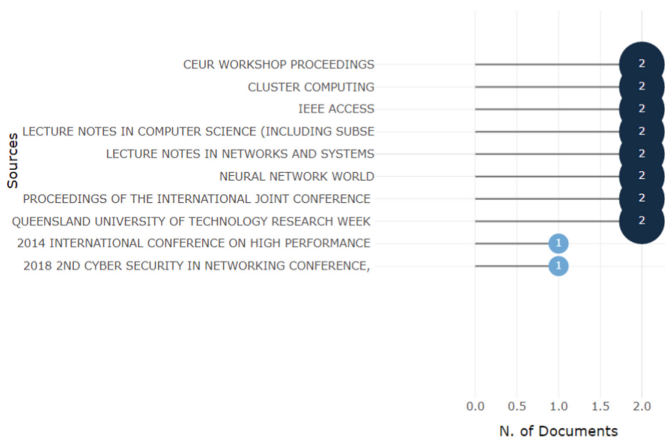 Sources
CEUR WORKSHOP PROCEEDINGS 2
CLUSTER COMPUTING 2
IEEE ACCESS 2
LECTURE NOTES IN COMPUTER SCIENCE (INCLUDING SUBSE 2
LECTURE NOTES IN NETWORKS AND SYSTEMS 2
NEURAL NETWORK WORLD 2
PROCEEDINGS OF THE INTERNATIONAL JOINT CONFERENCE 2
QUEENSLAND UNIVERSITY OF TECHNOLOGY RESEARCH WEEK 2
2014 INTERNATIONAL CONFERENCE ON HIGH PERFORMANCE 1
2018 2ND CYBER SECURITY IN NETWORKING CONFERENCE, 1
0.0 0.5 1.0 1.5 2.0
N. of Documents